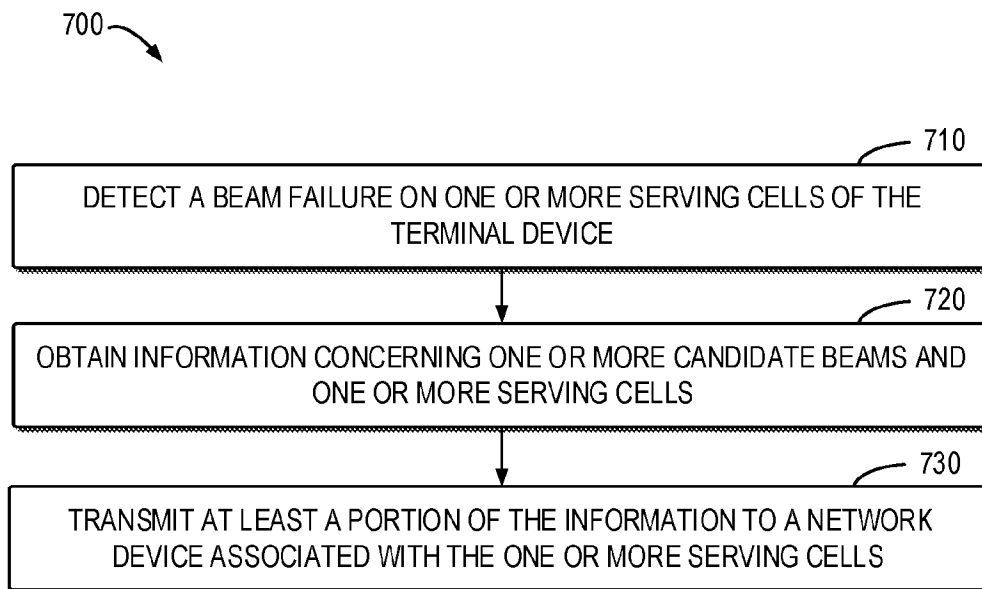 700
710
DETECT A BEAM FAILURE ON ONE OR MORE SERVING CELLS OF THE
TERMINAL DEVICE
720
OBTAIN INFORMATION CONCERNING ONE OR MORE CANDIDATE BEAMS AND
ONE OR MORE SERVING CELLS
730
TRANSMIT AT LEAST A PORTION OF THE INFORMATION TO A NETWORK
DEVICE ASSOCIATED WITH THE ONE OR MORE SERVING CELLS